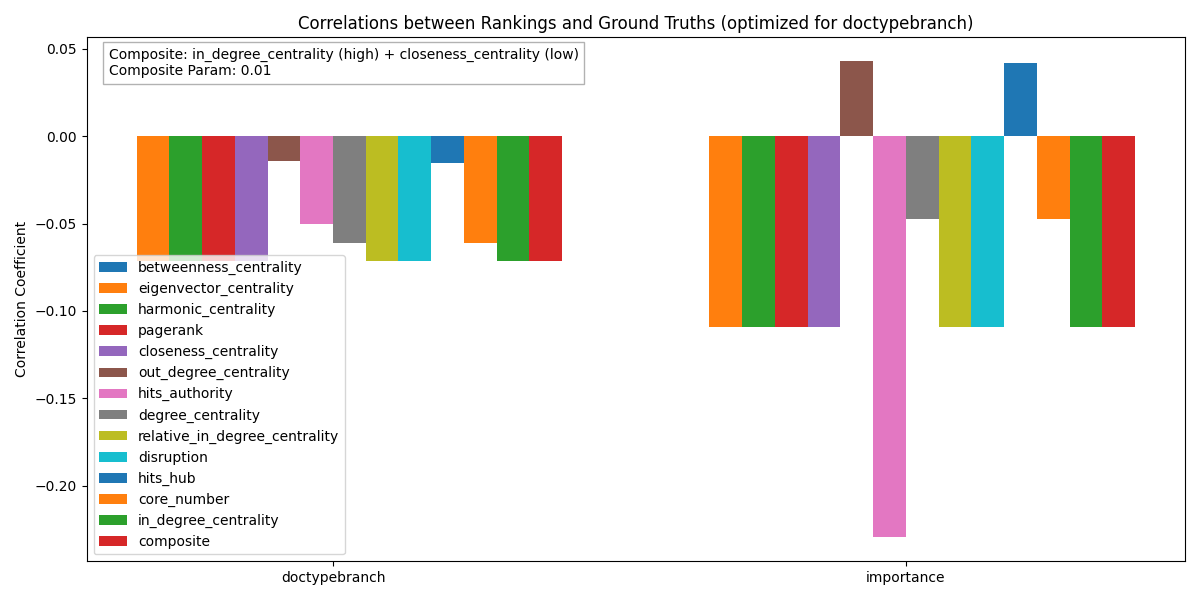 Correlations between Rankings and Ground Truths (optimized for doctypebranch)
Composite: in_degree_centrality (high) + closeness_centrality (low)
Composite Param: 0.01
Correlation Coefficient
0.05
0.00
−0.05
−0.10
−0.15
−0.20
betweenness_centrality
eigenvector_centrality
harmonic_centrality
pagerank
closeness_centrality
out_degree_centrality
hits_authority
degree_centrality
relative_in_degree_centrality
disruption
hits_hub
core_number
in_degree_centrality
composite
doctypebranch
importance